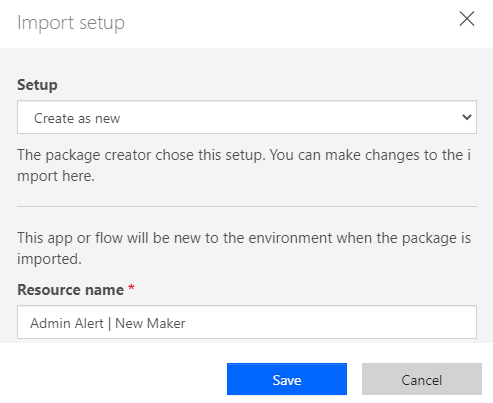 Import setup
Setup
Create as new
The package creator chose this setup. You can make changes to the i
mport here.
This app or flow will be new to the environment when the package is
imported.
Resource name *
Admin Alert | New Maker
Save Cancel